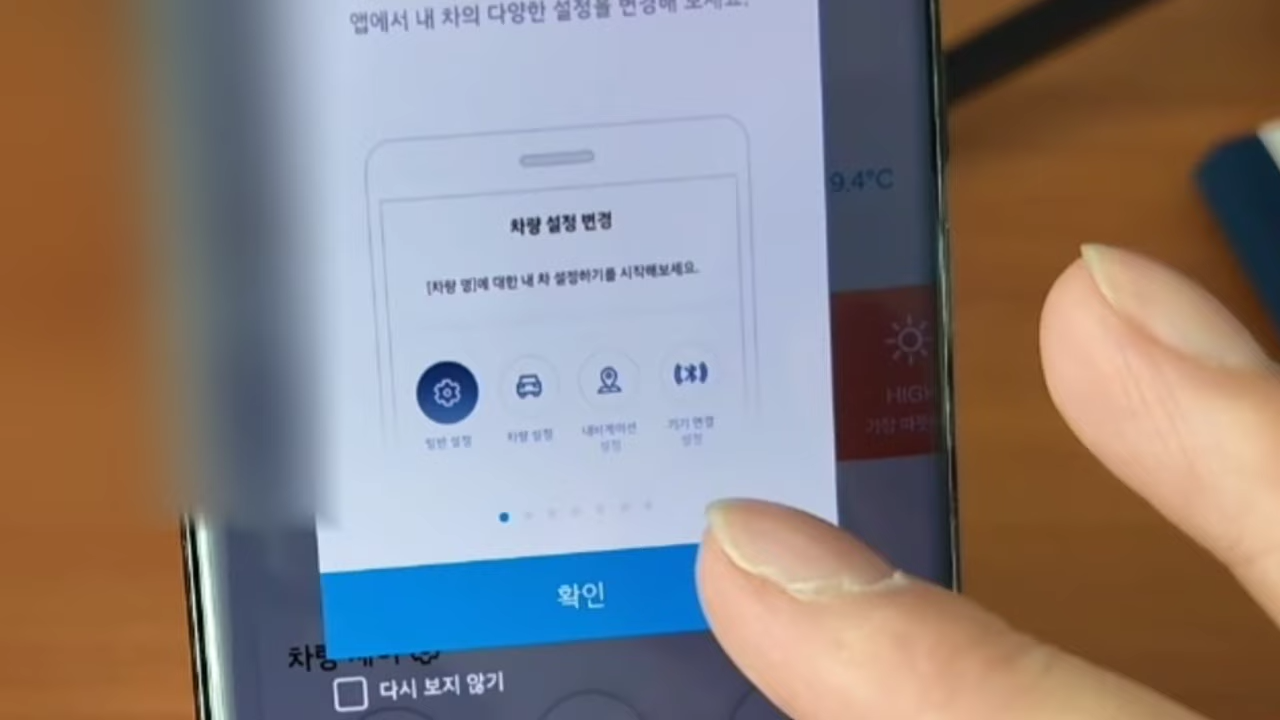 앱에서 내 차의 다양한 설정을 변경해 보세요.
9.4°C
차량 설정 변경
[차량 명]에 대한 내 차 설정하기를 시작해보세요.
일반 설정
차량 설정
내비게이션
설정
기기 연결
설정
HIGH
확인
차량
다시 보지 않기